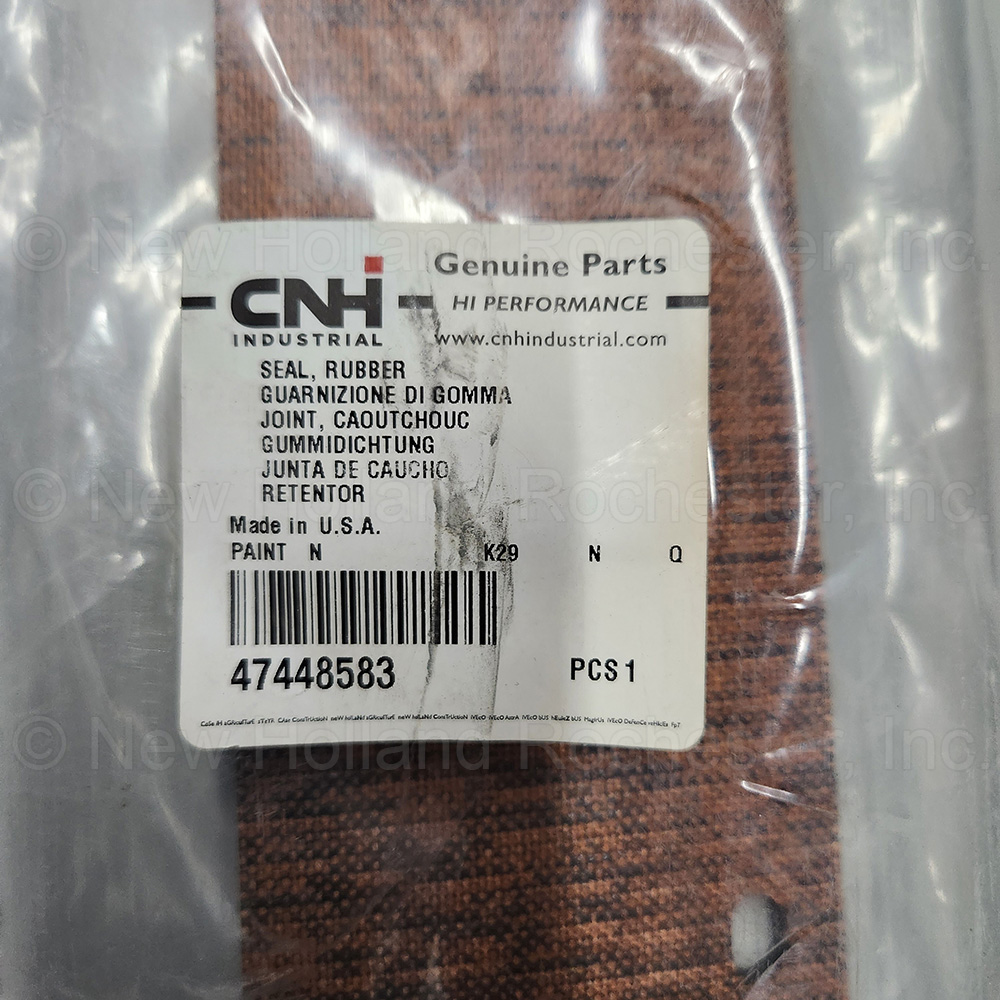 © New Holland Rochester, Inc.
CNH
INDUSTRIAL
Genuine Parts
HI PERFORMANCE
www.cnhindustrial.com
SEAL, RUBBER
GUARNIZIONE DI GOMMA
JOINT, CAOUTCHOUC
GUMMIDICHTUNG
JUNTA DE CAUCHO
© New Holland Rochester, Inc.
RETENTOR
Made in U.S.A.
PAINT N K29 N Q
47448583 PCS 1
© New Holland Rochester, Inc.